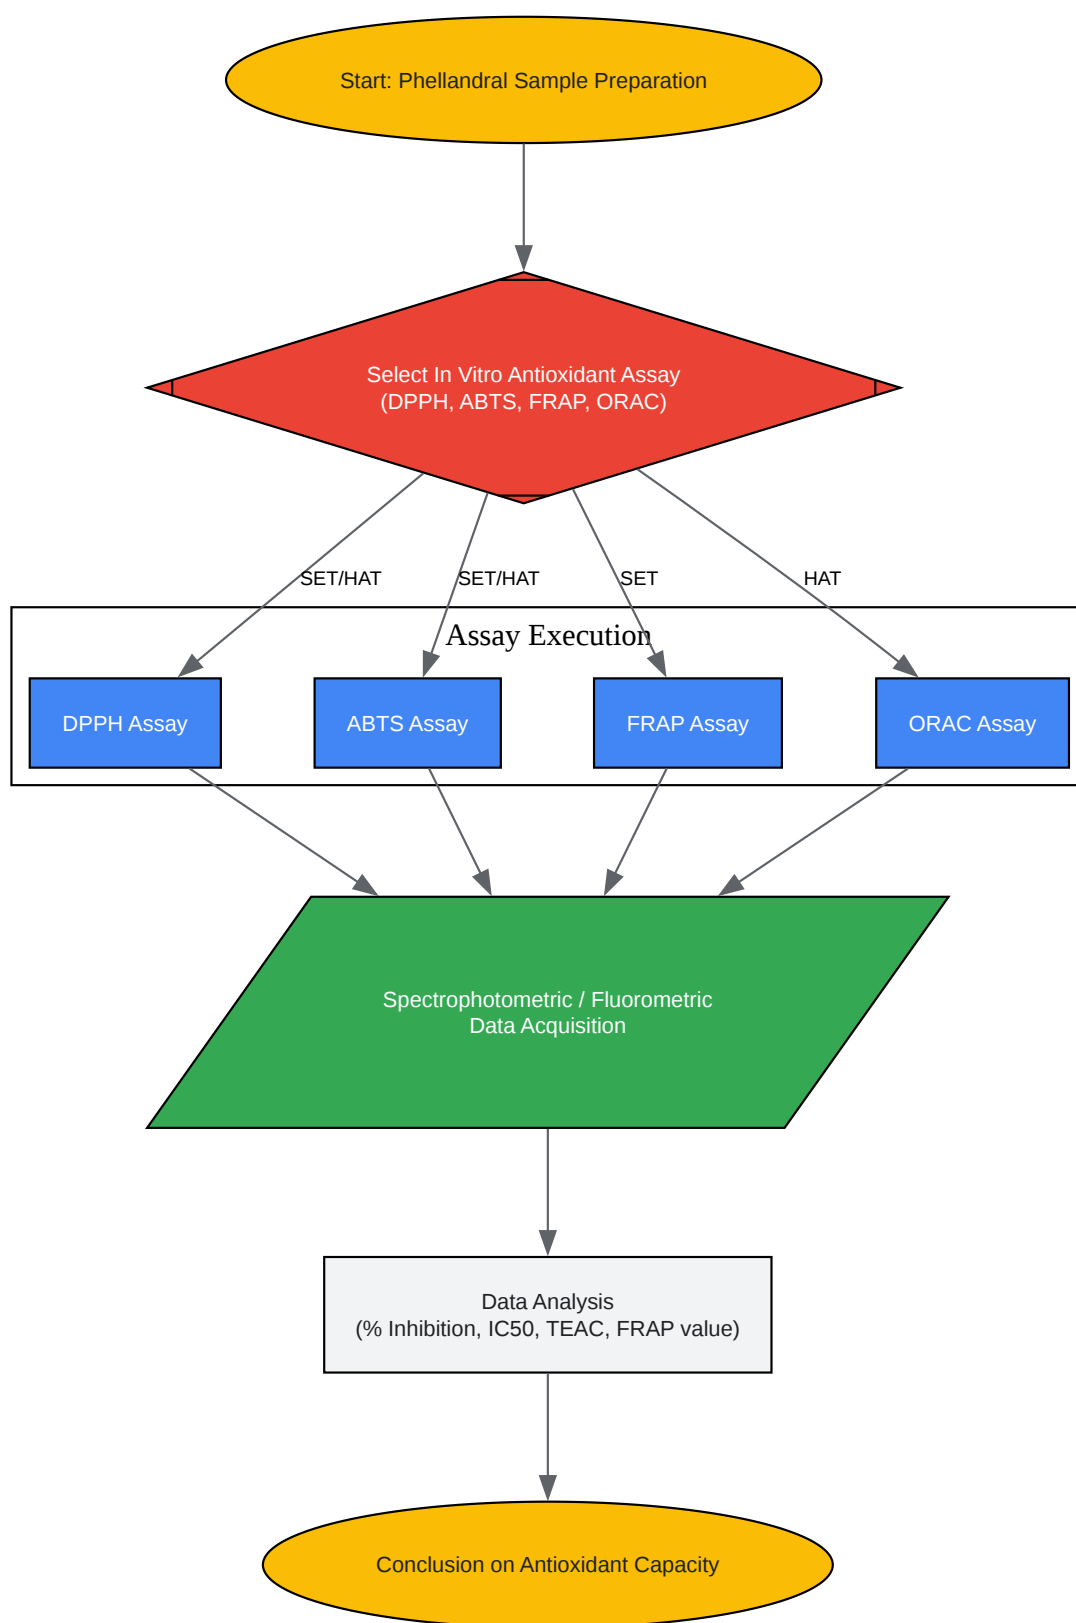 Start: Phellandral Sample Preparation
Select In Vitro Antioxidant Assay
(DPPH, ABTS, FRAP, ORAC)
SET/HAT
SET/HAT
SET
HAT
Assay Execution
DPPH Assay
ABTS Assay
FRAP Assay
ORAC Assay
Spectrophotometric / Fluorometric
Data Acquisition
Data Analysis
(% Inhibition, IC50, TEAC, FRAP value)
Conclusion on Antioxidant Capacity